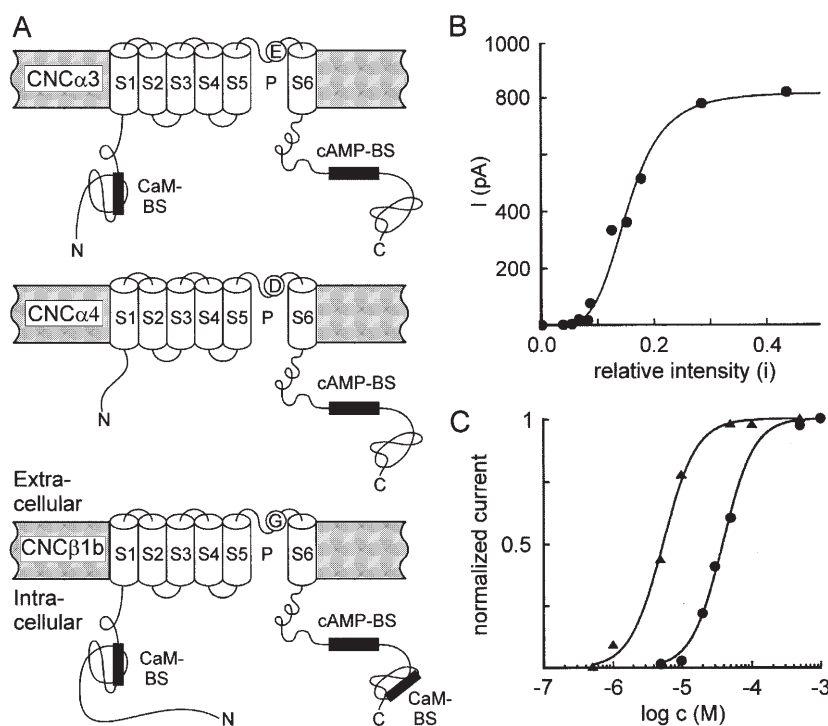 A
CNCα3
S1 S2 S3 S4 S5 P S6
E
CaM-
BS
cAMP-BS
N
C
CNCα4
S1 S2 S3 S4 S5 P S6
D
cAMP-BS
N
C
Extra-
cellular
CNCβ1b
S1 S2 S3 S4 S5 P S6
G
Intra-
cellular
CaM-
BS
cAMP-BS
CaM-
BS
N
C
B
1000
800
400
200
I (pA)
0.0 0.2 0.4
relative intensity (i)
C
1
0.5
normalized current
-7 -6 -5 -4 -3
log c (M)